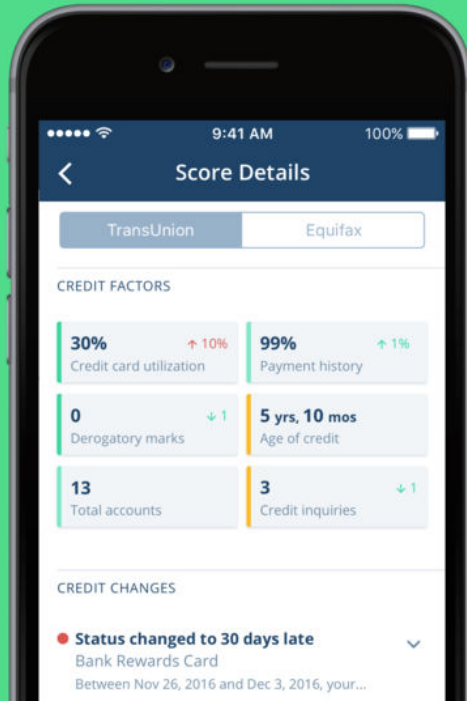 9:41 AM
100%
Score Details
TransUnion
Equifax
CREDIT FACTORS
30%
↑ 10%
Credit card utilization
99%
↑ 1%
Payment history
0
↓ 1
Derogatory marks
5 yrs, 10 mos
Age of credit
13
Total accounts
3
↓ 1
Credit inquiries
CREDIT CHANGES
Status changed to 30 days late
Bank Rewards Card
Between Nov 26, 2016 and Dec 3, 2016, your...